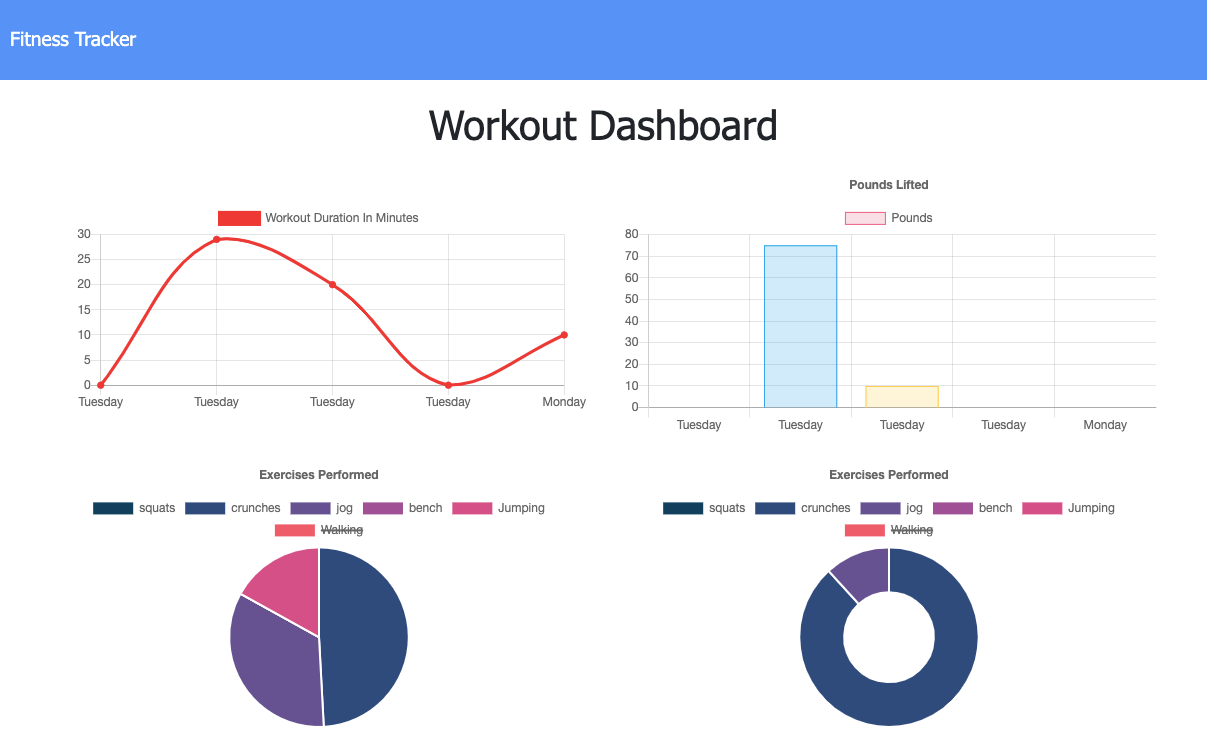 Fitness Tracker
Workout Dashboard
Workout Duration In Minutes
30
25
20
15
10
5
0
Tuesday Tuesday Tuesday Tuesday Monday
Pounds Lifted
Pounds
80
70
60
50
40
30
20
10
0
Tuesday Tuesday Tuesday Tuesday Monday
Exercises Performed
squats crunches jog bench Jumping
Walking
Exercises Performed
squats crunches jog bench Jumping
Walking